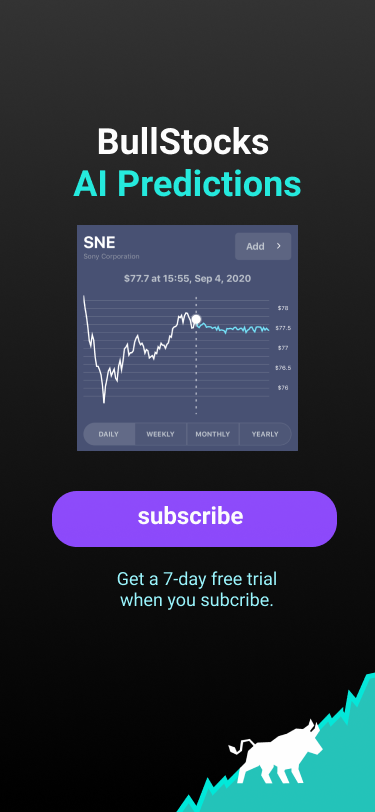 BullStocks
AI Predictions
SNE
Add
Sony Corporation
$77.7 at 15:55, Sep 4, 2020
$78
$77.5
$77
$76.5
$76
DAILY
WEEKLY
MONTHLY
YEARLY
subscribe
Get a 7-day free trial
when you subcribe.